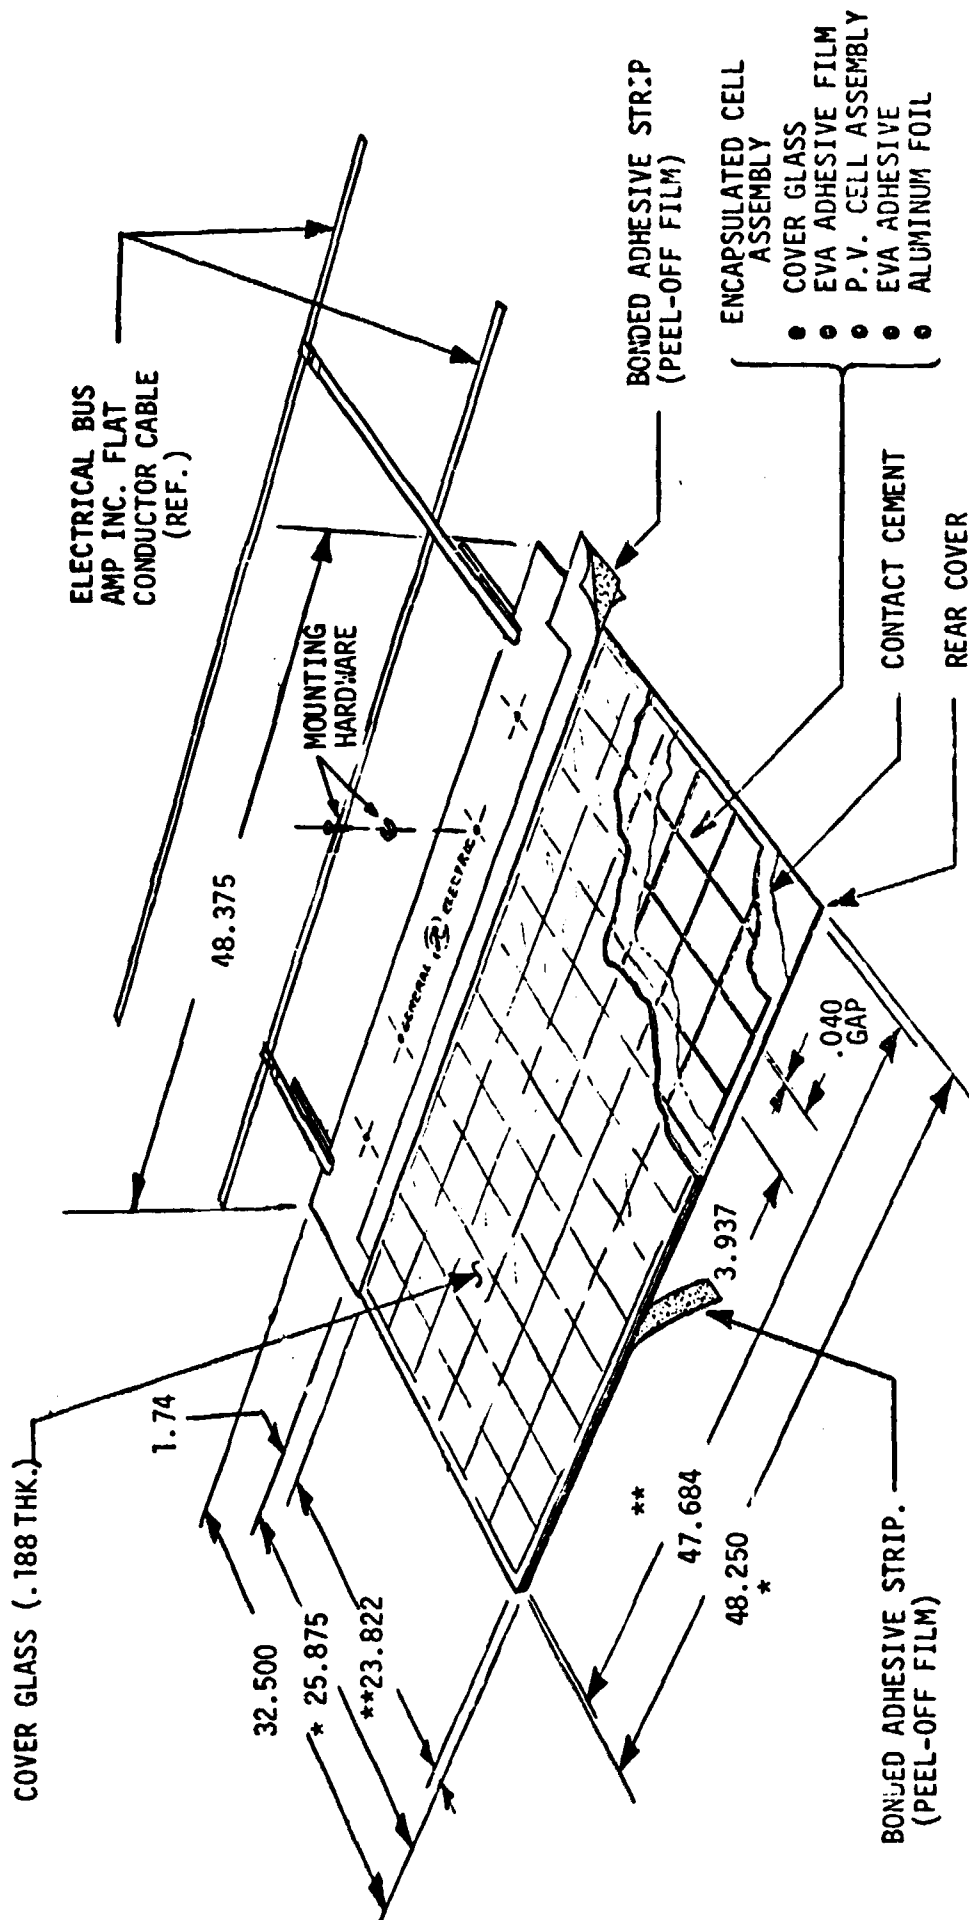 COVER GLASS (.188 THK.)
ELECTRICAL BUS
AMP INC. FLAT
CONDUCTOR CABLE
(REF.)
1.74
32.500
* 25.875
**23.822
48.375
MOUNTING
HARDWARE
GENERAL GE ELECTRIC
BONDED ADHESIVE STRIP
(PEEL-OFF FILM)
ENCAPSULATED CELL
ASSEMBLY
• COVER GLASS
• EVA ADHESIVE FILM
• P.V. CELL ASSEMBLY
• EVA ADHESIVE
• ALUMINUM FOIL
CONTACT CEMENT
REAR COVER
.040
GAP
3.937
**
47.684
48.250
*
BONDED ADHESIVE STRIP.
(PEEL-OFF FILM)